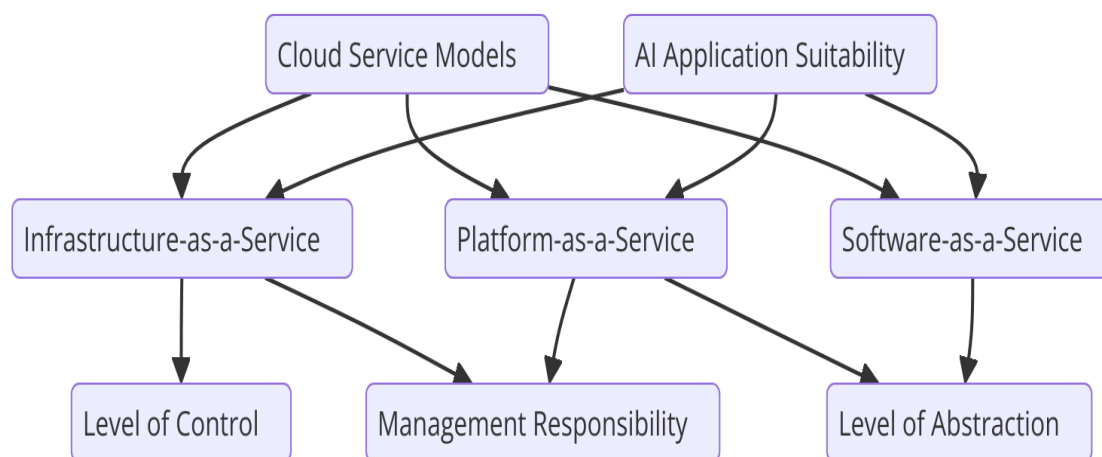 Cloud Service Models
AI Application Suitability
Infrastructure-as-a-Service
Platform-as-a-Service
Software-as-a-Service
Level of Control
Management Responsibility
Level of Abstraction